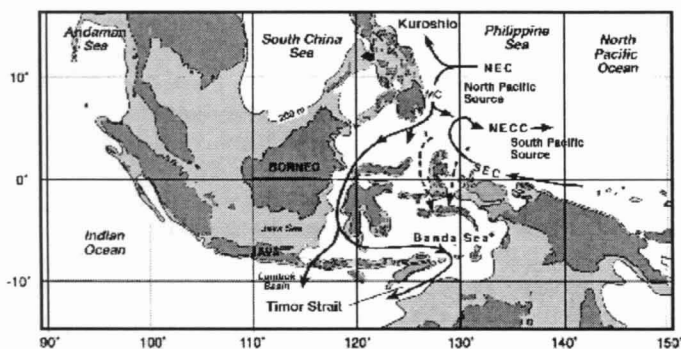 Andaman
Sea
South China
Sea
Kuroshio
Philippine
Sea
North
Pacific
Ocean
10°
200 m
NEC
North Pacific
Source
NECC
South Pacific
Source
BORNEO
SEC
0°
Java Sea
Indian
Ocean
JAVA
Banda Sea
Lombok
Basin
-10°
Timor Strait
90°
100°
110°
120°
130°
140°
150°